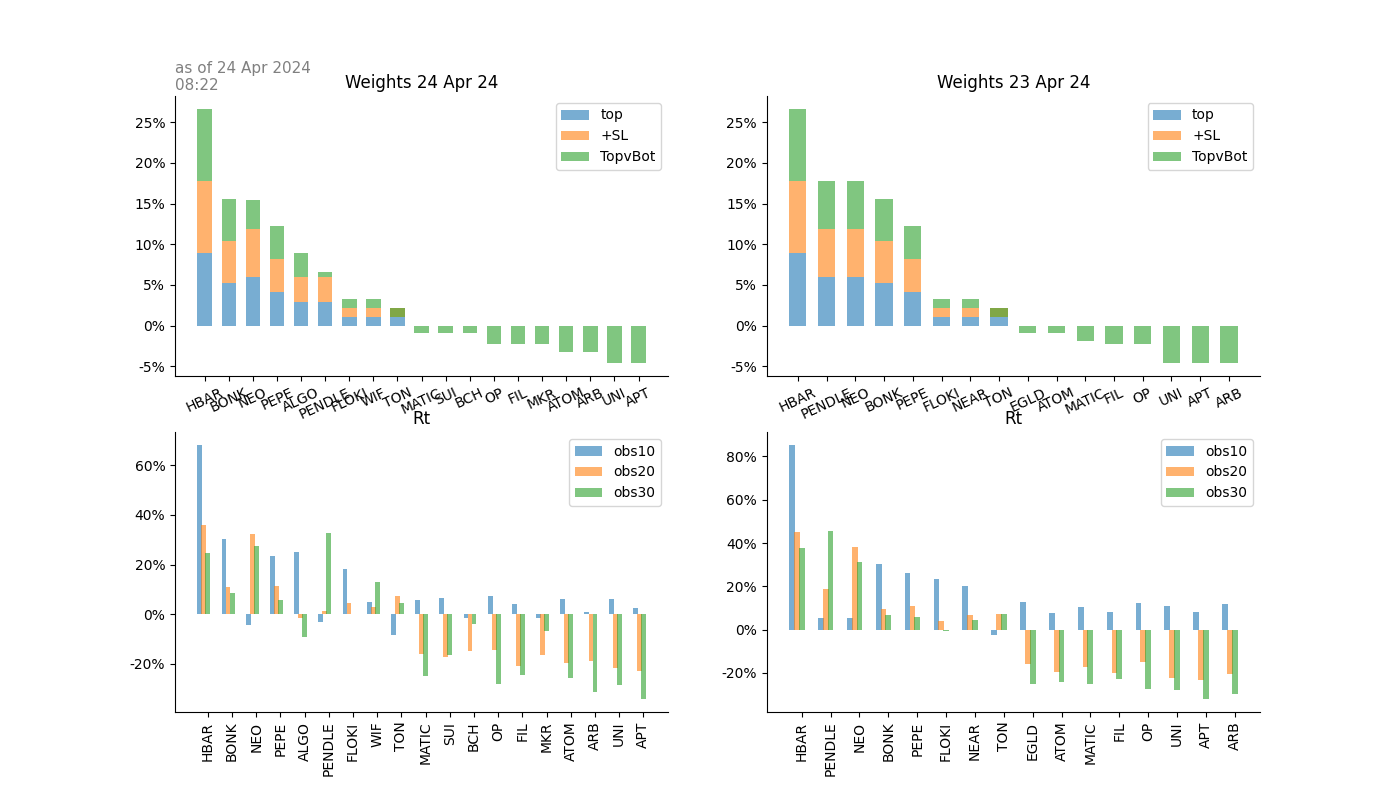 as of 24 Apr 2024
08:22
Weights 24 Apr 24
25%
20%
15%
10%
5%
0%
-5%
top
+SL
TopvBot
HBAR BONK NEO PEPE ALGO PENDLE FLOKI WIF TON MATIC SUI BCH OP FIL MKR ATOM ARB UNI APT
Weights 23 Apr 24
25%
20%
15%
10%
5%
0%
-5%
top
+SL
TopvBot
HBAR PENDLE NEO BONK PEPE FLOKI NEAR TON EGLD ATOM MATIC FIL OP UNI APT ARB
Rt
60%
40%
20%
0%
-20%
obs10
obs20
obs30
HBAR BONK NEO PEPE ALGO PENDLE FLOKI WIF TON MATIC SUI BCH OP FIL MKR ATOM ARB UNI APT
Rt
80%
60%
40%
20%
0%
-20%
obs10
obs20
obs30
HBAR PENDLE NEO BONK PEPE FLOKI NEAR TON EGLD ATOM MATIC FIL OP UNI APT ARB